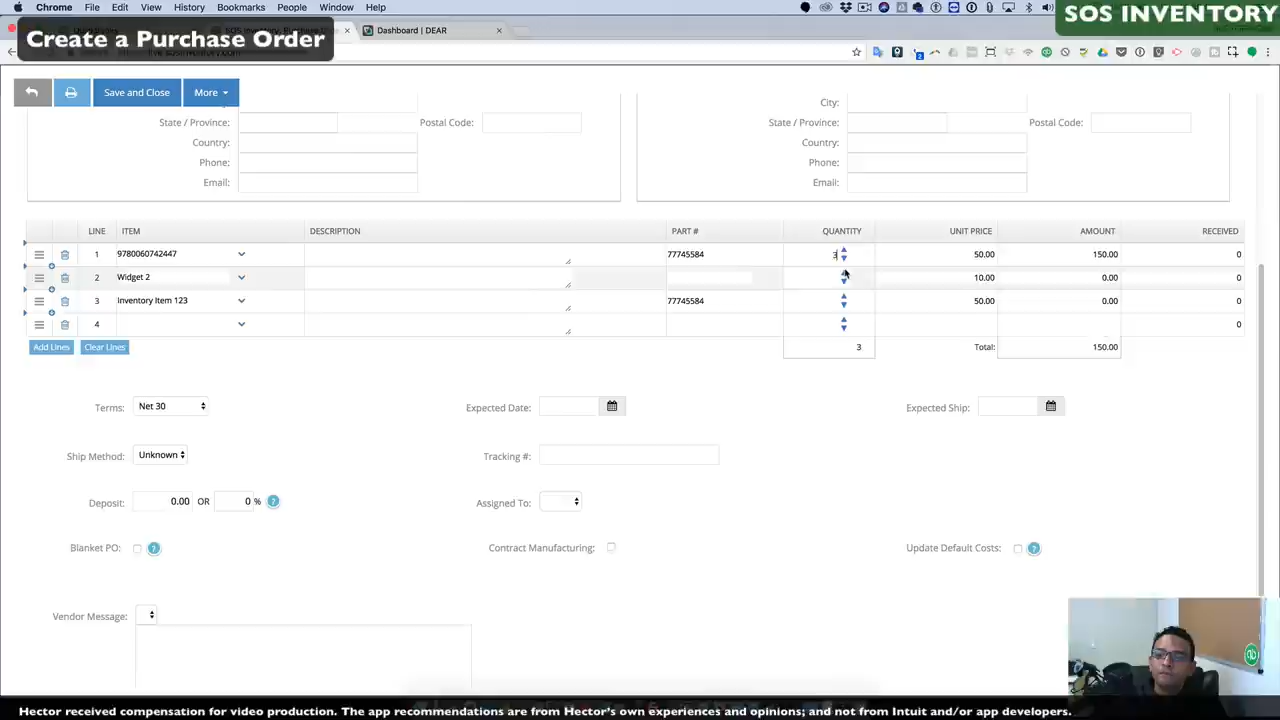 Chrome File Edit View History Bookmarks People Window Help
SOS INVENTORY
Create a Purchase Order
Dashboard | DEAR
Save and Close
More
City:
State / Province:
Postal Code:
State / Province:
Postal Code:
Country:
Country:
Phone:
Phone:
Email:
Email:
LINE ITEM DESCRIPTION PART # QUANTITY UNIT PRICE AMOUNT RECEIVED
1 9780060742447 77745584 3 50.00 150.00 0
2 Widget 2 10.00 0.00 0
3 Inventory Item 123 77745584 50.00 0.00 0
4 0
Add Lines Clear Lines 3 Total: 150.00
Terms: Net 30 Expected Date: Expected Ship:
Ship Method: Unknown Tracking #:
Deposit: 0.00 OR 0 % ? Assigned To:
Blanket PO: ? Contract Manufacturing: Update Default Costs: ?
Vendor Message:
Hector received compensation for video production. The app recommendations are from Hector's own experiences and opinions; and not from Intuit and/or app developers.